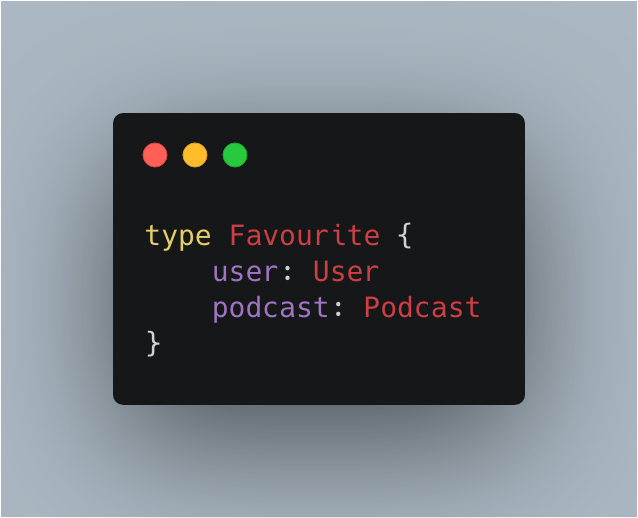 type Favourite {
    user: User
    podcast: Podcast
}